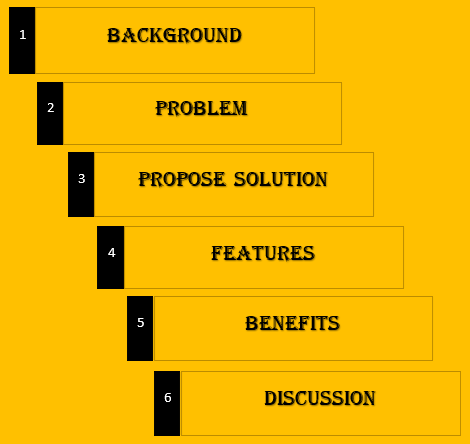 1 BACKGROUND
2 PROBLEM
3 PROPOSE SOLUTION
4 FEATURES
5 BENEFITS
6 DISCUSSION